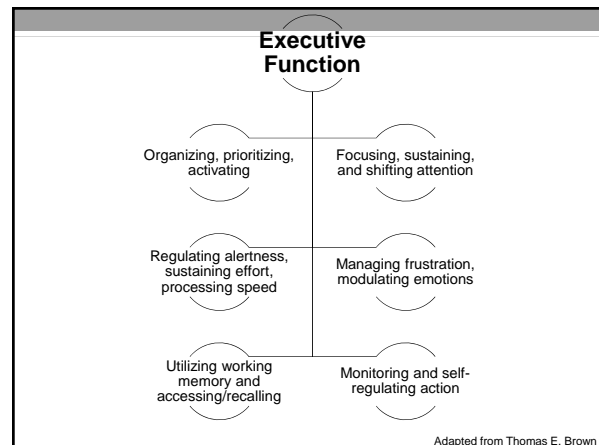 Executive
Function
Organizing, prioritizing,
activating
Focusing, sustaining,
and shifting attention
Regulating alertness,
sustaining effort,
processing speed
Managing frustration,
modulating emotions
Utilizing working
memory and
accessing/recalling
Monitoring and self-
regulating action
Adapted from Thomas E. Brown